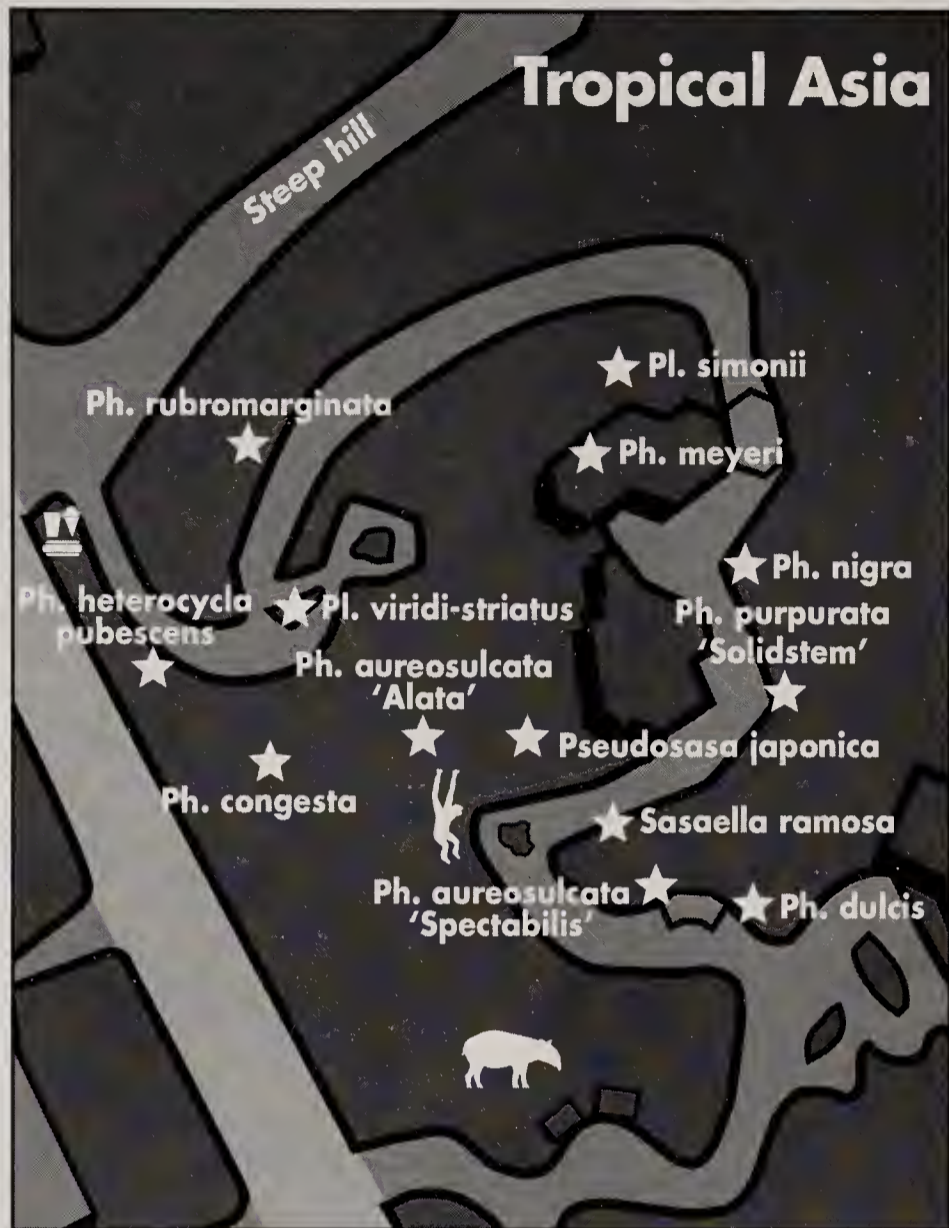 Tropical Asia
Steep hill
Pl. simonii
Ph. rubromarginata
Ph. meyeri
Ph. nigra
Ph. heterocycla
pubescens
Pl. viridi-striatus
Ph. purpurata
‘Solidstem’
Ph. aureosulcata
‘Alata’
Pseudosasa japonica
Ph. congesta
Sasaella ramosa
Ph. aureosulcata
‘Spectabilis’
Ph. dulcis